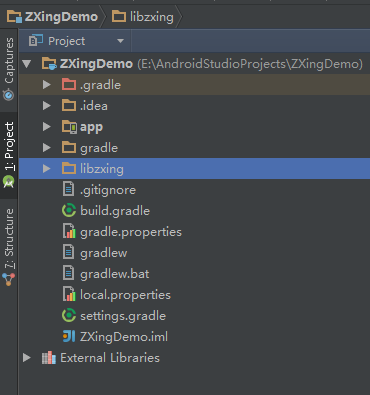 ZXingDemo libzxing
Project
ZXingDemo (E:\AndroidStudioProjects\ZXingDemo)
.gradle
.idea
app
gradle
libzxing
.gitignore
build.gradle
gradle.properties
gradlew
gradlew.bat
local.properties
settings.gradle
ZXingDemo.iml
External Libraries
Captures
1: Project
7: Structure